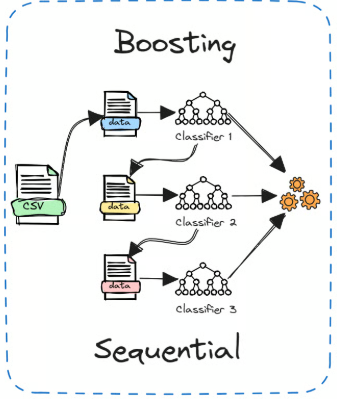 Boosting
data
Classifier 1
CSV
data
Classifier 2
data
Classifier 3
Sequential